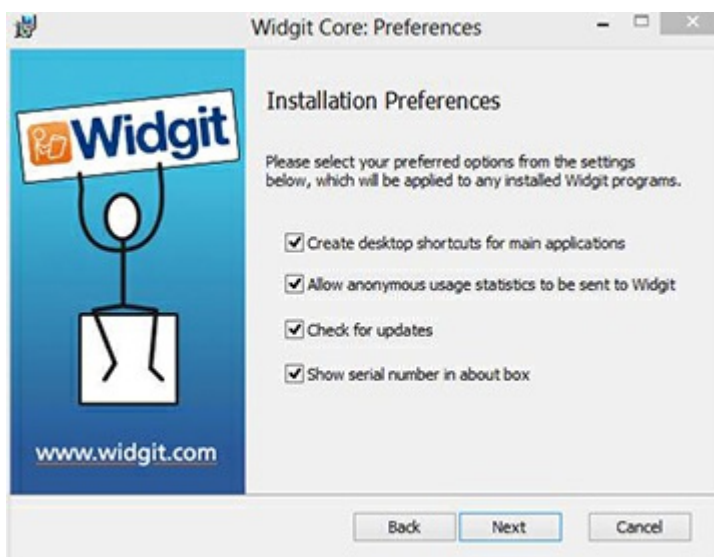 Widgit Core: Preferences
Widgit
Installation Preferences
Please select your preferred options from the settings
below, which will be applied to any installed Widgit programs.
Create desktop shortcuts for main applications
Allow anonymous usage statistics to be sent to Widgit
Check for updates
Show serial number in about box
www.widgit.com
Back
Next
Cancel